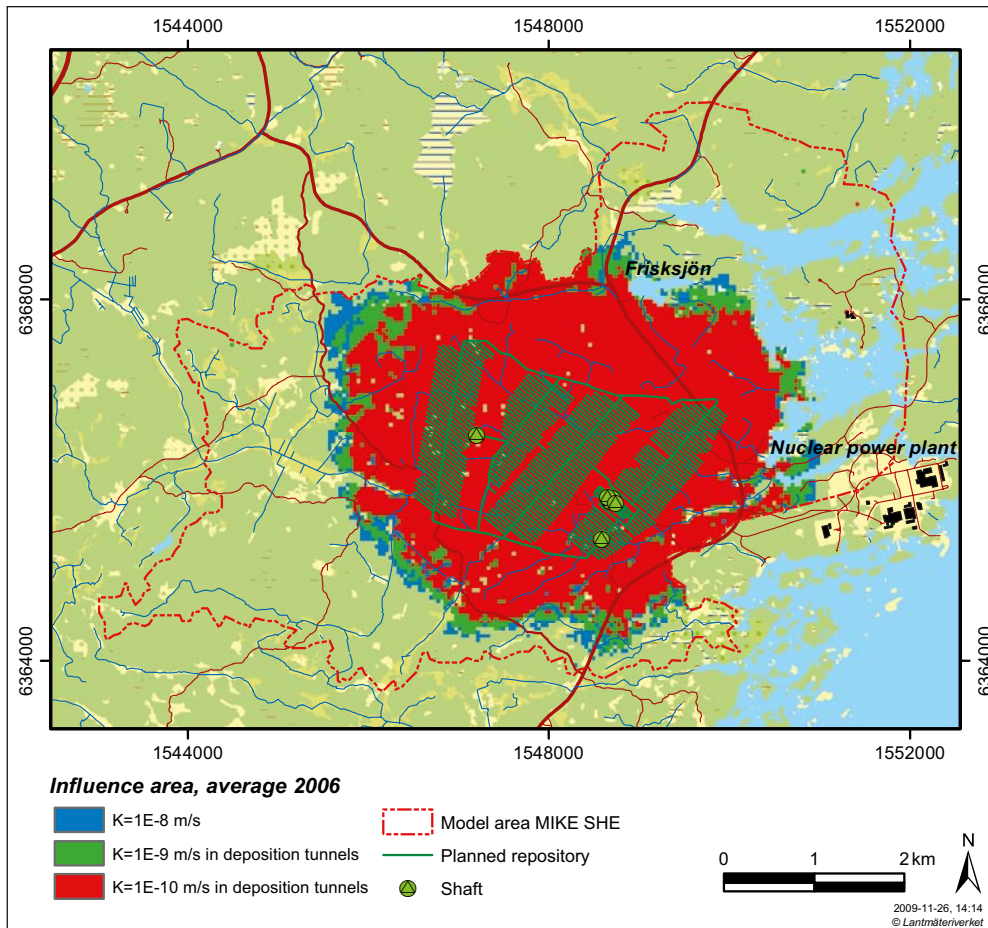 1544000 1548000 1552000
6368000
6368000
Frisksjön
Nuclear power plant
6364000
6364000
1544000 1548000 1552000
Influence area, average 2006
K=1E-8 m/s
K=1E-9 m/s in deposition tunnels
K=1E-10 m/s in deposition tunnels
Model area MIKE SHE
Planned repository
Shaft
0 1 2 km
N
2009-11-26, 14:14
© Lantmäteriverket